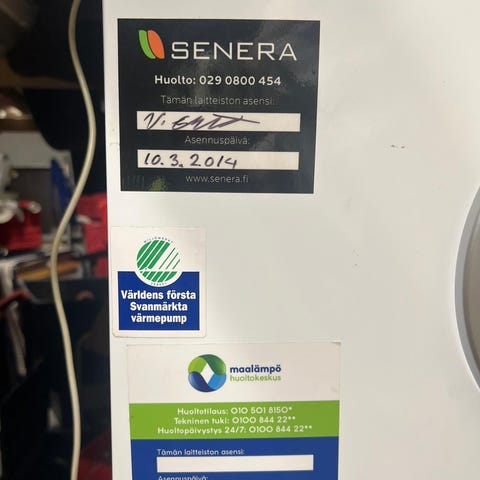 SENERA
Huolto: 029 0800 454
Tämän laitteiston asensi:
Asennuspäivä:
10.3.2014
www.senera.fi
Världens första
Svanmärkta
värmepump
maalämpö
huoltokeskus
Huoltotilaus: 010 501 8150*
Tekninen tuki: 0100 844 22**
Huoltopäivystys 24/7: 0100 844 22**
Tämän laitteiston asensi:
Asennuspäivä: